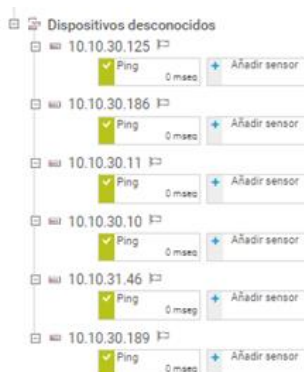 Dispositivos desconocidos
10.10.30.125
Ping Añadir sensor
0 mseg
10.10.30.186
Ping Añadir sensor
0 mseg
10.10.30.11
Ping Añadir sensor
0 mseg
10.10.30.10
Ping Añadir sensor
0 mseg
10.10.31.46
Ping Añadir sensor
0 mseg
10.10.30.189
Ping Añadir sensor
0 mseg